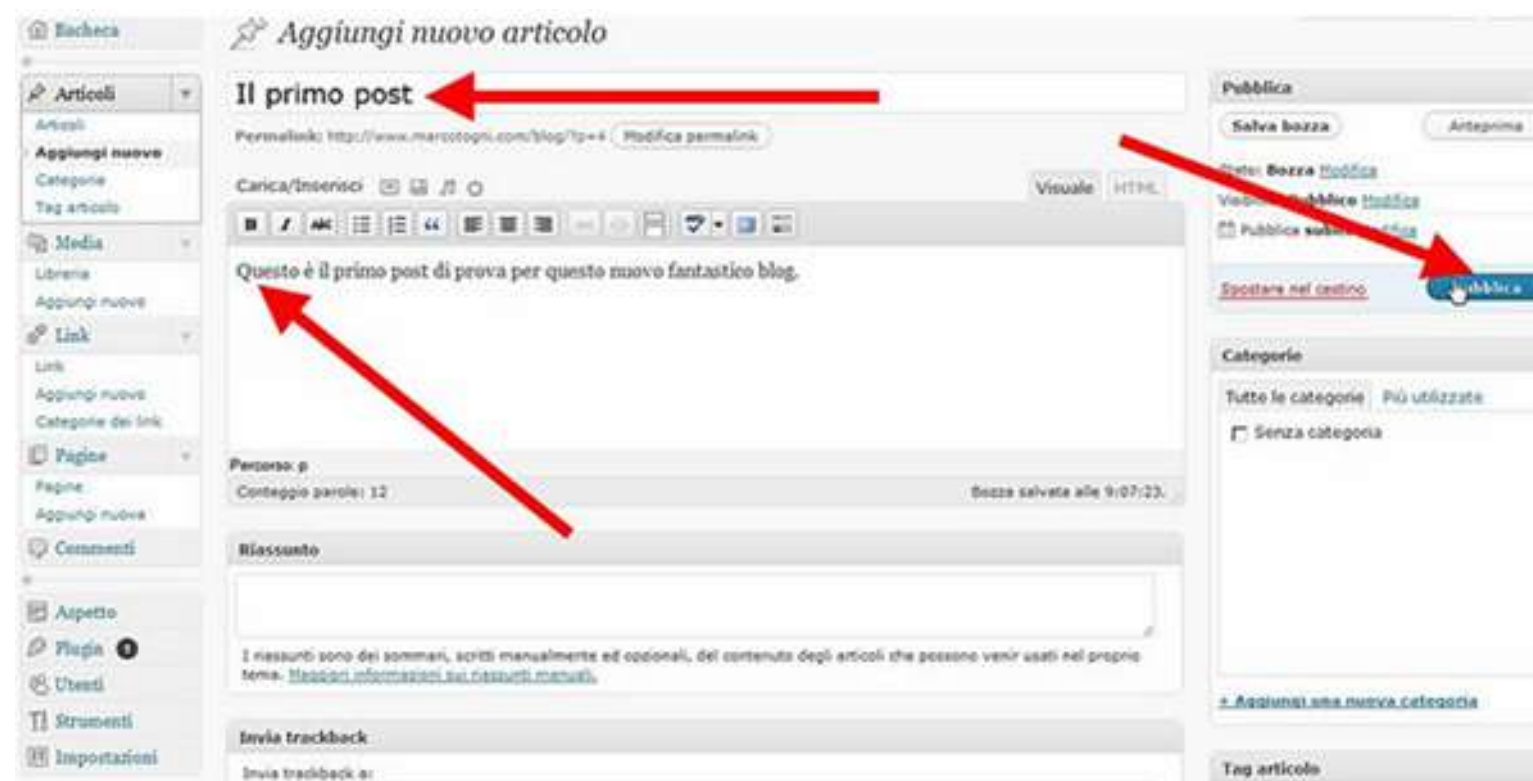 Bacheca
Articoli
Articoli
Aggiungi nuovo
Categorie
Tag articolo
Media
Libreria
Aggiungi nuovo
Link
Link
Aggiungi nuovo
Categorie dei link
Pagine
Pagine
Aggiungi nuova
Commenti
Aspetto
Plugin
Utenti
Strumenti
Impostazioni
Aggiungi nuovo articolo
Il primo post
Permalink: http://www.marcotogni.com/blog/?p=4 Modifica permalink
Carica/Inserisci
Visuale HTML
B I ABC
Questo è il primo post di prova per questo nuovo fantastico blog.
Percorso: p
Conteggio parole: 12 Bozza salvata alle 9:07:23.
Riassunto
I riassunti sono dei sommari, scritti manualmente ed opzionali, del contenuto degli articoli che possono venir usati nel proprio
tema. Maggiori informazioni sui riassunti manuali.
Invia trackback
Invia trackback a:
Pubblica
Salva bozza Anteprima
Stato: Bozza Modifica
Pubblico Modifica
Pubblica
Spostare nel cestino Pubblica
Categorie
Tutte le categorie Più utilizzate
Senza categoria
+ Aggiungi una nuova categoria
Tag articolo